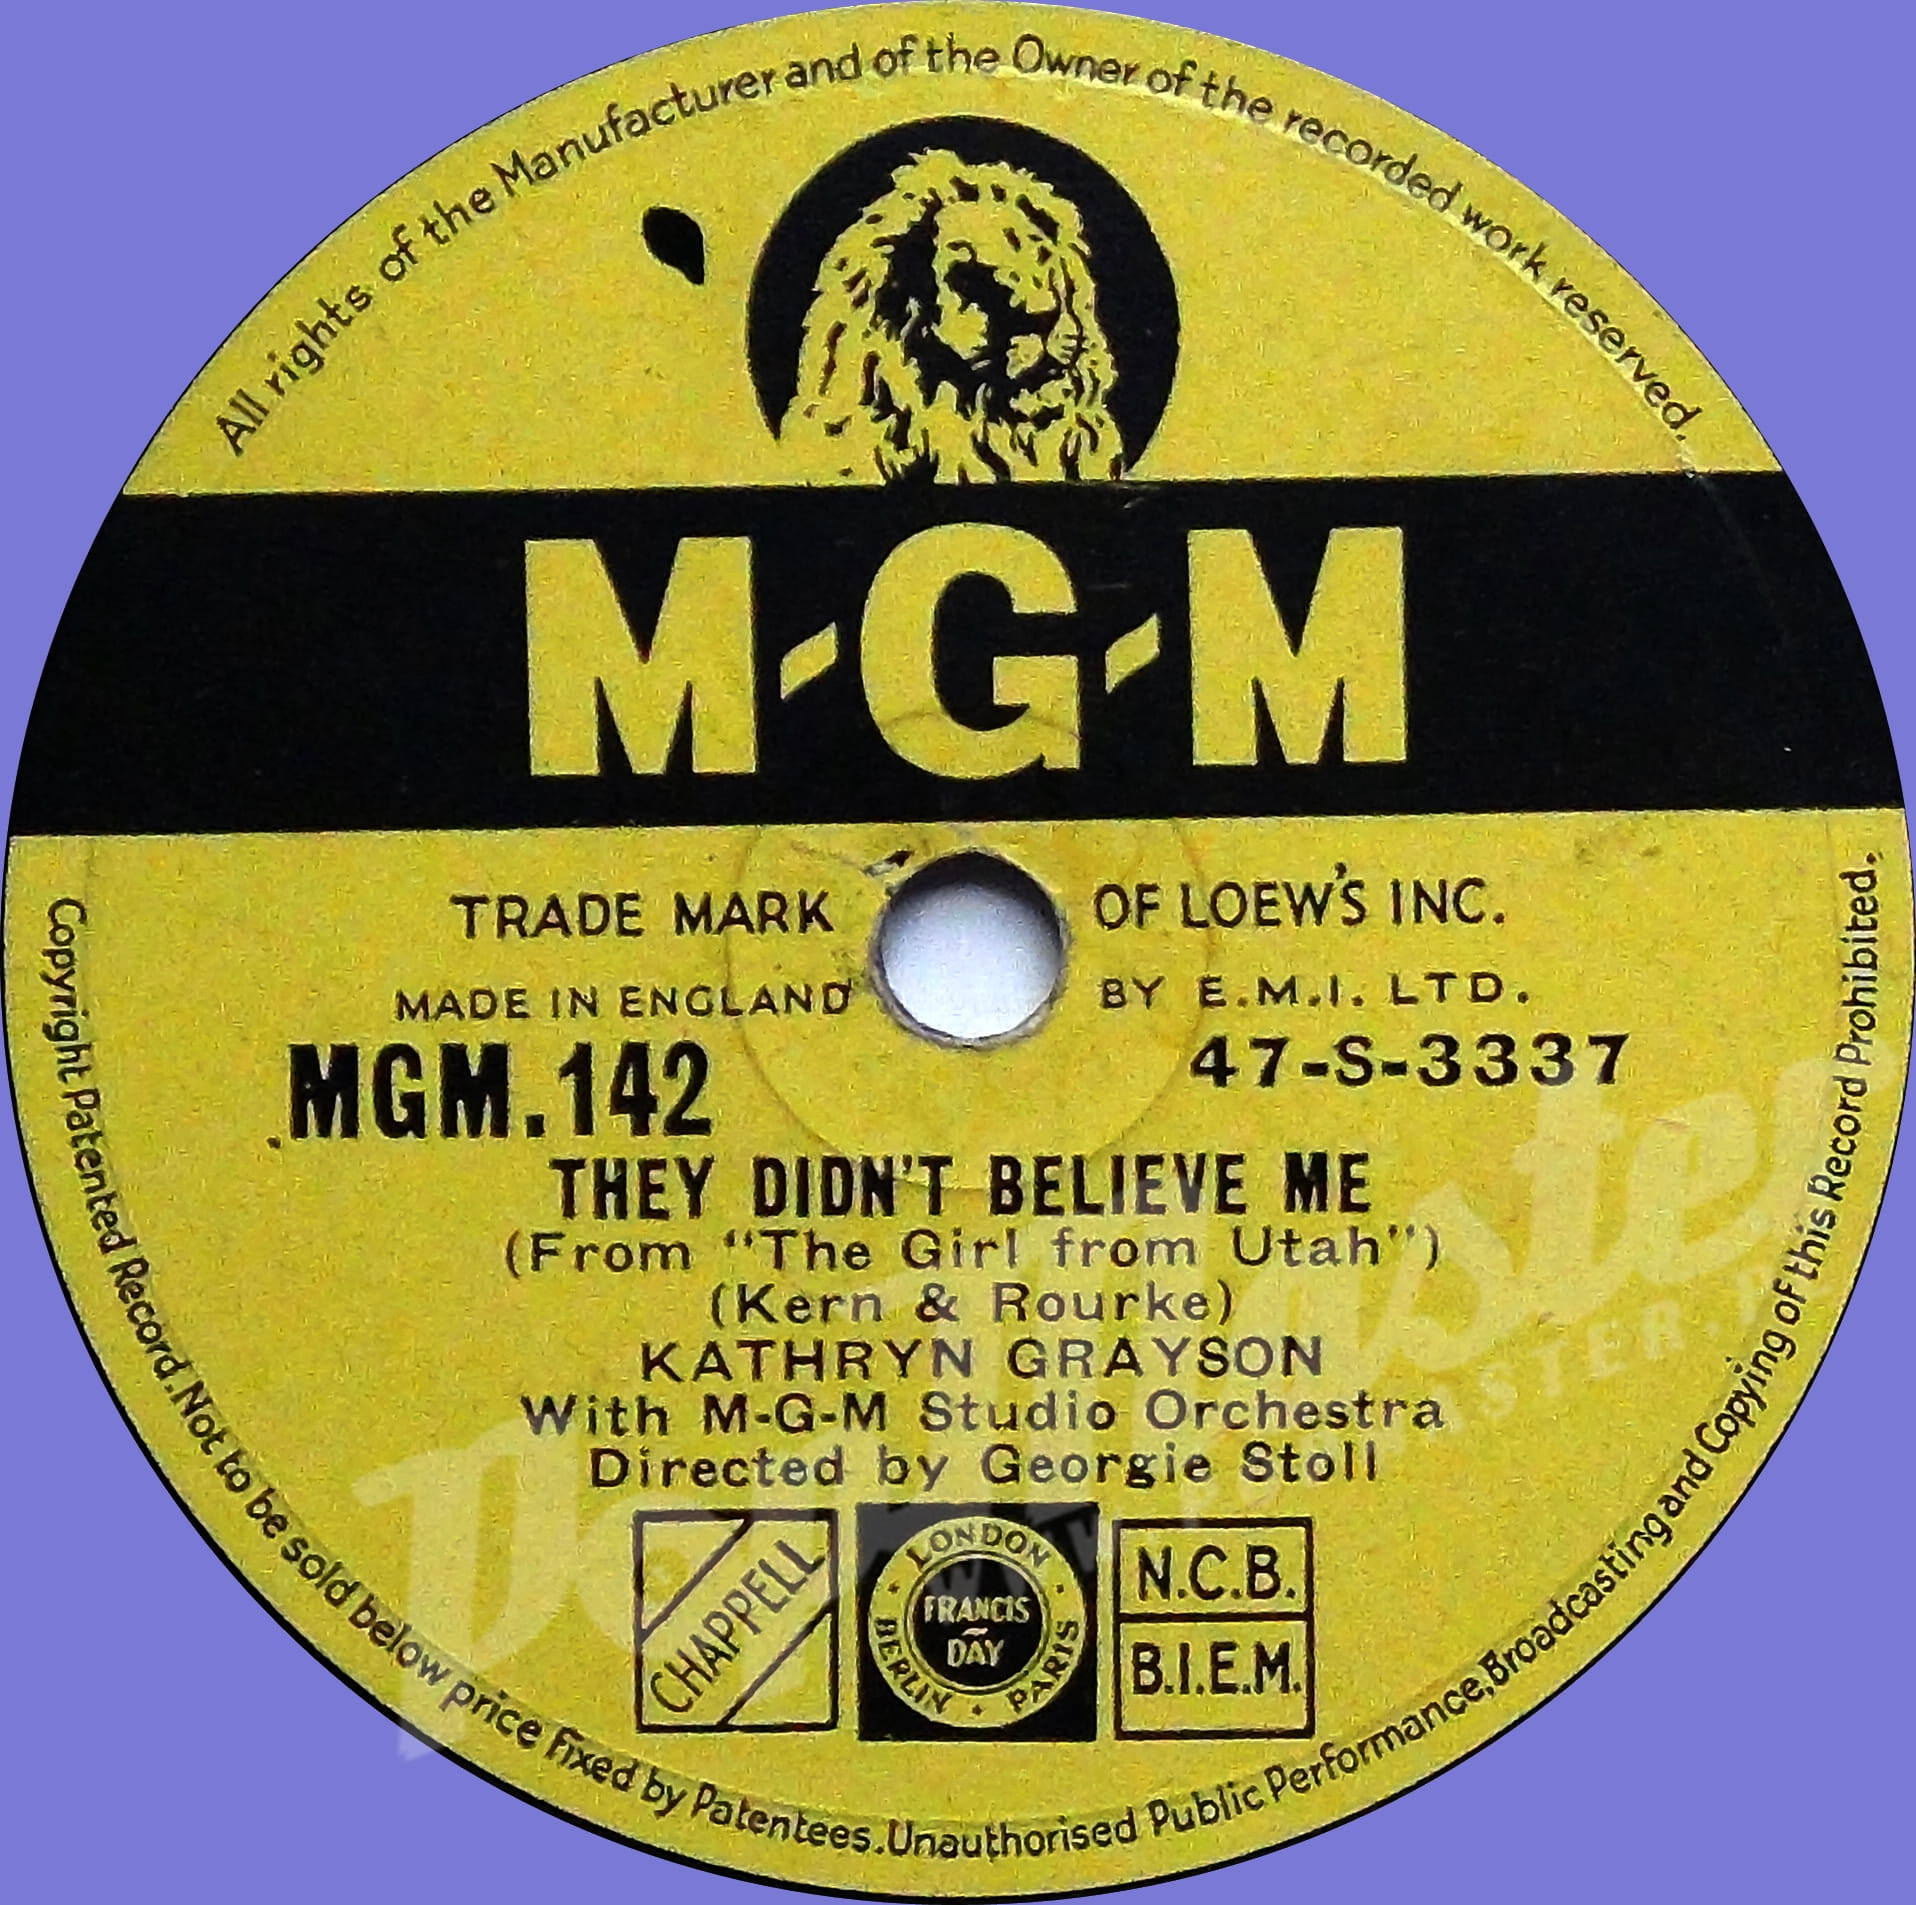 All rights of the Manufacturer and of the Owner of the recorded work reserved.
M-G-M
TRADE MARK OF LOEW'S INC.
MADE IN ENGLAND BY E.M.I. LTD.
MGM.142 47-S-3337
THEY DIDN'T BELIEVE ME
(From "The Girl from Utah")
(Kern & Rourke)
KATHRYN GRAYSON
With M-G-M Studio Orchestra
Directed by Georgie Stoll
CHAPPELL
LONDON
FRANCIS
DAY
BERLIN PARIS
N.C.B.
B.I.E.M.
Copyright Patented Record. Not to be sold below price fixed by Patentees. Unauthorised Public Performance, Broadcasting and Copying of this Record Prohibited.